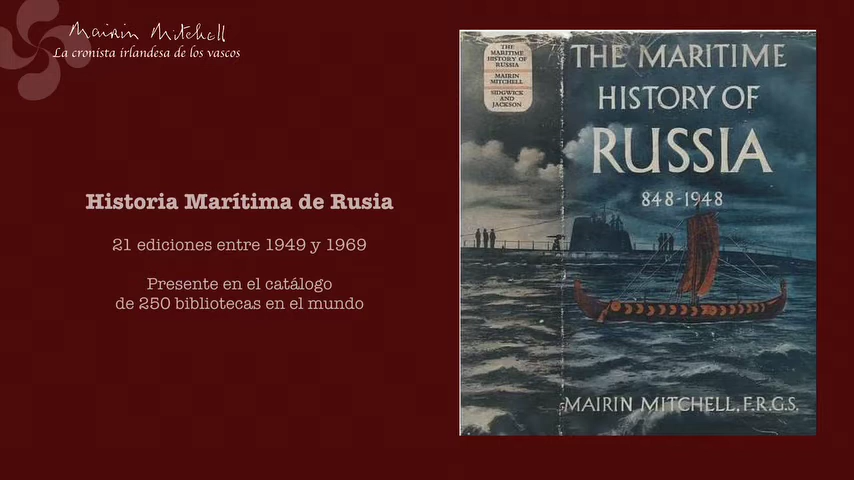 Mairin Mitchell
La cronista irlandesa de los vascos
Historia Marítima de Rusia
21 ediciones entre 1949 y 1969
Presente en el catálogo
de 250 bibliotecas en el mundo
THE
MARITIME
HISTORY OF
RUSSIA
MAIRIN
MITCHELL
SIDGWICK
AND
JACKSON
THE MARITIME
HISTORY OF
RUSSIA
848-1948
MAIRIN MITCHELL, F.R.G.S.